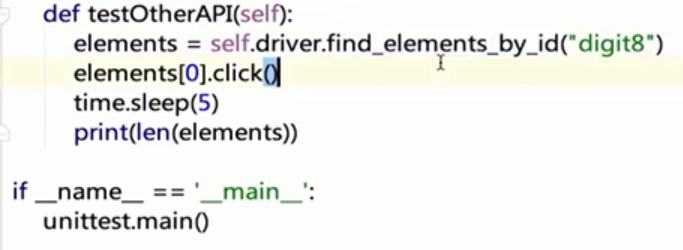 def testOtherAPI(self):
elements = self.driver.find_elements_by_id("digit8")
elements[0].click()
time.sleep(5)
print(len(elements))
if __name__ == '__main__':
unittest.main()